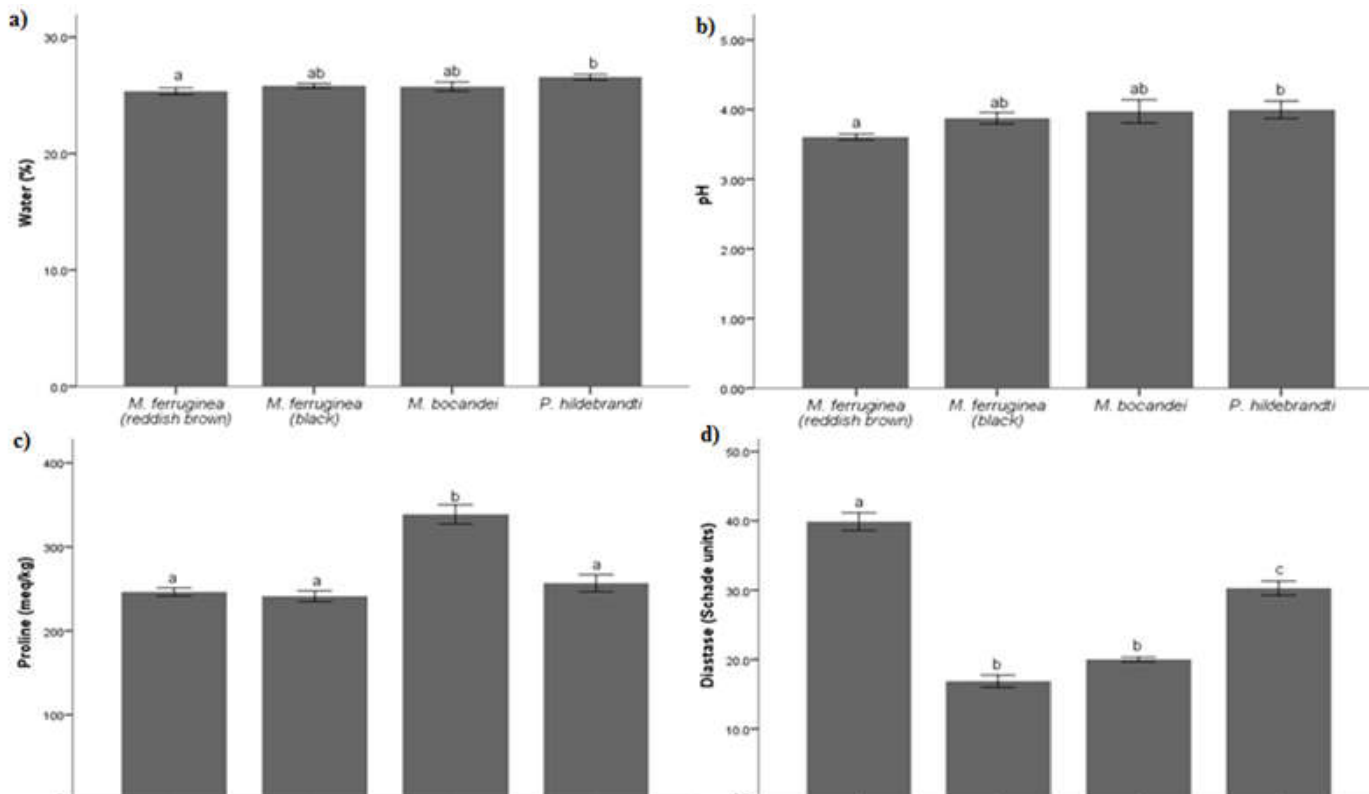 a)
Water (%)
30.0
20.0
10.0
0.0
a
ab
ab
b
M. ferruginea
(reddish brown)
M. ferruginea
(black)
M. bocandei
P. hildebrandti
b)
pH
5.00
4.00
3.00
2.00
1.00
0.00
a
ab
ab
b
M. ferruginea
(reddish brown)
M. ferruginea
(black)
M. bocandei
P. hildebrandti
c)
Proline (meq/kg)
400
300
200
100
a
a
b
a
d)
Diastase (Schade units)
50.0
40.0
30.0
20.0
10.0
a
b
b
c